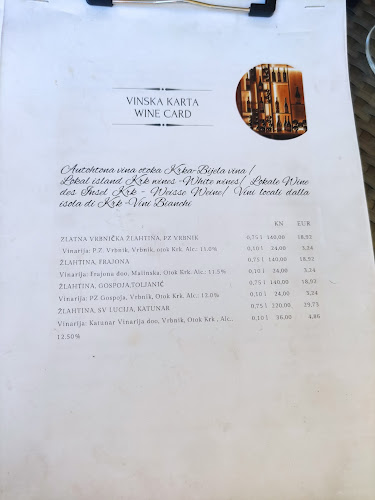 VINSKA KARTA
WINE CARD
Autohtona vina otoka Krka-Bijela vina /
Lokal island Krk wines -White wines/ Lokale Wine
des Insel Krk - Weisse Weine/ Vini locali dalla
isola di Krk -Vini Bianchi
KN EUR
ZLATNA VRBNIČKA ŽLAHTINA, PZ VRBNIK 0,75 l 140,00 18,92
Vinarija: P.Z. Vrbnik, Vrbnik, otok Krk, Alc.: 11.0% 0,10 l 24,00 3,24
ŽLAHTINA, FRAJONA 0,75 l 140,00 18,92
Vinarija: Frajona doo, Malinska, Otok Krk, Alc.: 11.5% 0,10 l 24,00 3,24
ŽLAHTINA, GOSPOJA,TOLJANIĆ 0,75 l 140,00 18,92
Vinarija: PZ Gospoja, Vrbnik, Otok Krk, Alc.: 12.0% 0,10 l 24,00 3,24
ŽLAHTINA, SV LUCIJA, KATUNAR 0,75 l 220,00 29,73
Vinarija: Katunar Vinarija doo, Vrbnik, Otok Krk , Alc.: 0,10 l 36,00 4,86
12.50%